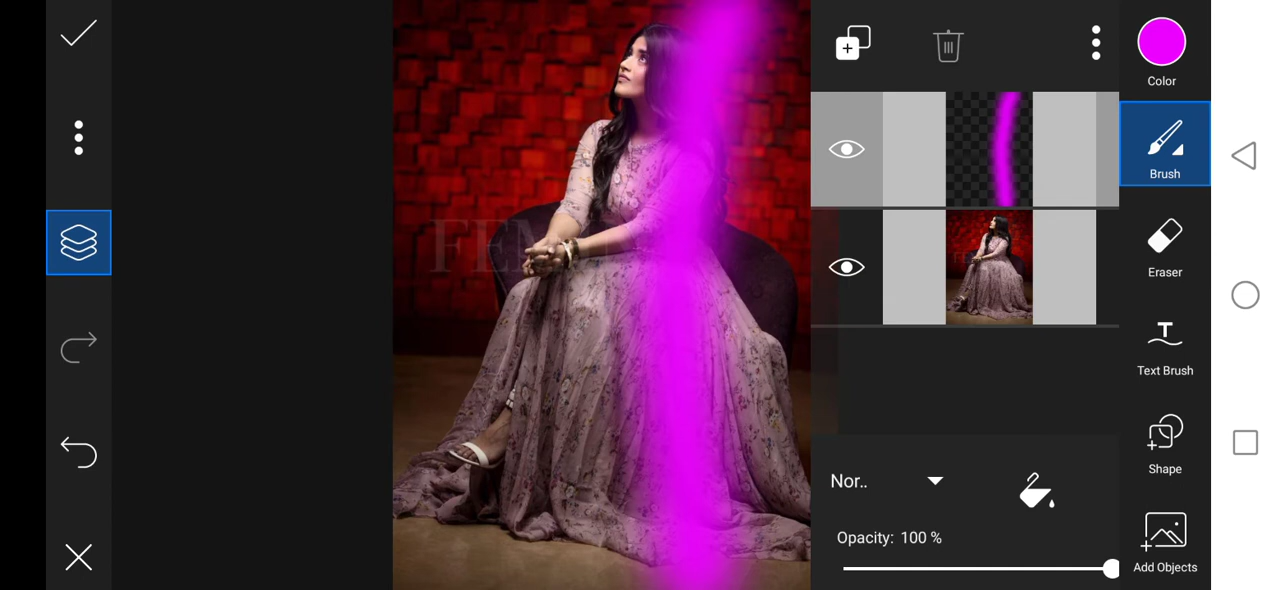 Color
Brush
Eraser
Text Brush
Shape
Add Objects
Nor..
Opacity: 100 %